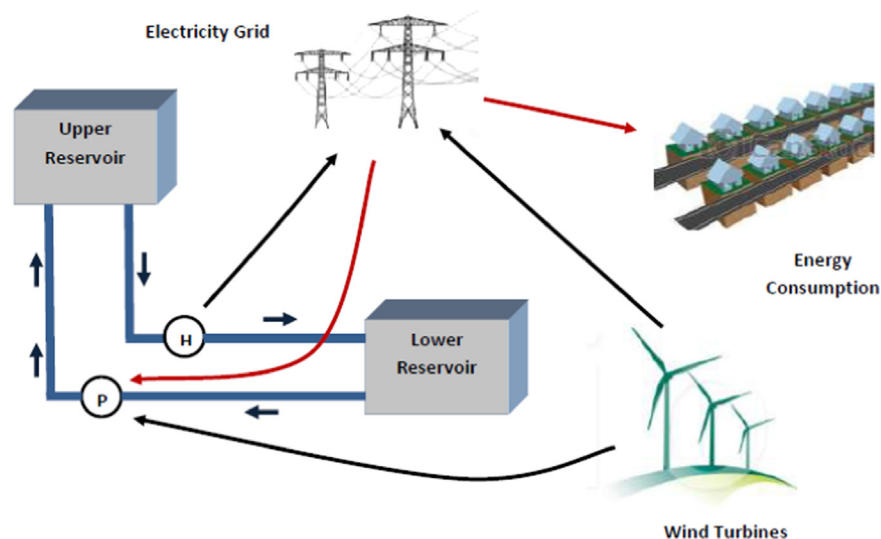 Electricity Grid
Upper
Reservoir
Energy
Consumption
H
Lower
Reservoir
P
Wind Turbines